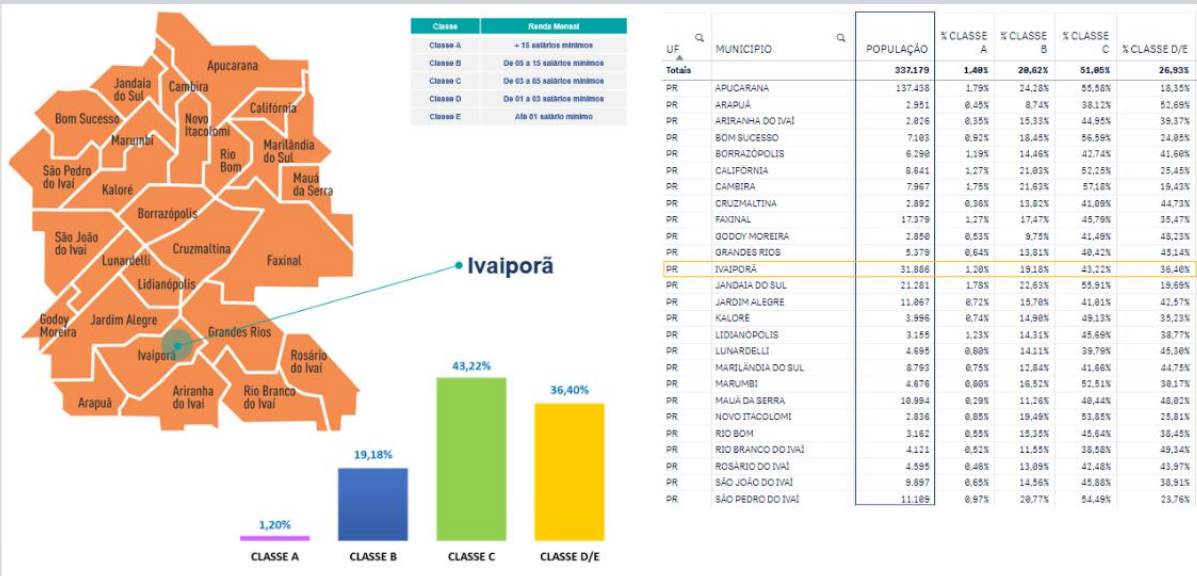 Apucarana
Jandaia
do Sul
Cambira
Bom Sucesso
Novo
Itacolomi
Califórnia
Marumbi
Marilândia
do Sul
Rio
Bom
São Pedro
do Ivaí
Kaloré
Mauá
da Serra
Borrazópolis
São João
do Ivaí
Cruzmaltina
Lunardelli
Faxinal
Lidianópolis
Godoy
Moreira
Jardim Alegre
Grandes Rios
Ivaiporã
Rosário
do Ivaí
Arapuã
Ariranha
do Ivaí
Rio Branco
do Ivaí
Ivaiporã
Classe Renda Mensal
Classe A + 15 salários mínimos
Classe B De 05 a 15 salários mínimos
Classe C De 03 a 05 salários mínimos
Classe D De 01 a 03 salários mínimos
Classe E Até 01 salário mínimo
1,20%
19,18%
43,22%
36,40%
CLASSE A CLASSE B CLASSE C CLASSE D/E
UF MUNICIPIO POPULAÇÃO % CLASSE A % CLASSE B % CLASSE C % CLASSE D/E
Totais 337.179 1,40% 20,62% 51,05% 26,93%
PR APUCARANA 137.438 1,79% 24,28% 55,58% 18,35%
PR ARAPUÃ 2.951 0,45% 8,74% 38,12% 52,69%
PR ARIRANHA DO IVAÍ 2.026 0,35% 15,33% 44,95% 39,37%
PR BOM SUCESSO 7.103 0,92% 18,45% 56,59% 24,05%
PR BORRAZÓPOLIS 6.290 1,19% 14,46% 42,74% 41,60%
PR CALIFÓRNIA 8.641 1,27% 21,03% 52,25% 25,45%
PR CAMBIRA 7.967 1,75% 21,63% 57,18% 19,43%
PR CRUZMALTINA 2.892 0,36% 13,82% 41,09% 44,73%
PR FAXINAL 17.379 1,27% 17,47% 45,79% 35,47%
PR GODOY MOREIRA 2.850 0,53% 9,75% 41,49% 48,23%
PR GRANDES RIOS 5.379 0,64% 13,81% 40,42% 45,14%
PR IVAIPORÃ 31.886 1,20% 19,18% 43,22% 36,40%
PR JANDAIA DO SUL 21.281 1,78% 22,63% 55,91% 19,69%
PR JARDIM ALEGRE 11.067 0,72% 15,70% 41,01% 42,57%
PR KALORÉ 3.996 0,74% 14,90% 49,13% 35,23%
PR LIDIANÓPOLIS 3.155 1,23% 14,31% 45,69% 38,77%
PR LUNARDELLI 4.695 0,80% 14,11% 39,79% 45,30%
PR MARILÂNDIA DO SUL 8.793 0,75% 12,84% 41,66% 44,75%
PR MARUMBI 4.676 0,80% 16,52% 52,51% 30,17%
PR MAUÁ DA SERRA 10.994 0,29% 11,26% 40,44% 48,02%
PR NOVO ITACOLOMI 2.836 0,85% 19,49% 53,85% 25,81%
PR RIO BOM 3.162 0,55% 15,35% 45,64% 38,45%
PR RIO BRANCO DO IVAÍ 4.121 0,52% 11,55% 38,58% 49,34%
PR ROSÁRIO DO IVAÍ 4.595 0,46% 13,09% 42,48% 43,97%
PR SÃO JOÃO DO IVAÍ 9.897 0,65% 14,56% 45,88% 38,91%
PR SÃO PEDRO DO IVAÍ 11.109 0,97% 20,77% 54,49% 23,76%